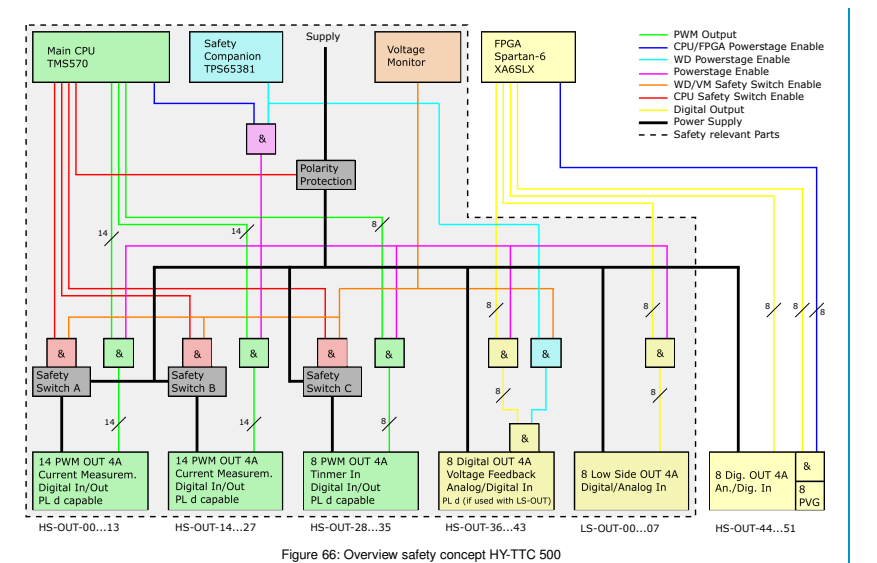 Main CPU
TMS570
Safety
Companion
TPS65381
Supply
Voltage
Monitor
FPGA
Spartan-6
XA6SLX
PWM Output
CPU/FPGA Powerstage Enable
WD Powerstage Enable
Powerstage Enable
WD/VM Safety Switch Enable
CPU Safety Switch Enable
Digital Output
Power Supply
Safety relevant Parts
&
Polarity
Protection
14
14
8
8
8
8
8
8
& & & & & & & & &
Safety
Switch A
Safety
Switch B
Safety
Switch C
14
14
8
8
8
&
14 PWM OUT 4A
Current Measurem.
Digital In/Out
PL d capable
14 PWM OUT 4A
Current Measurem.
Digital In/Out
PL d capable
8 PWM OUT 4A
Tinmer In
Digital In/Out
PL d capable
8 Digital OUT 4A
Voltage Feedback
Analog/Digital In
PL d (if used with LS-OUT)
8 Low Side OUT 4A
Digital/Analog In
8 Dig. OUT 4A
An./Dig. In
&
8
PVG
HS-OUT-00...13
HS-OUT-14...27
HS-OUT-28...35
HS-OUT-36...43
LS-OUT-00...07
HS-OUT-44...51
Figure 66: Overview safety concept HY-TTC 500